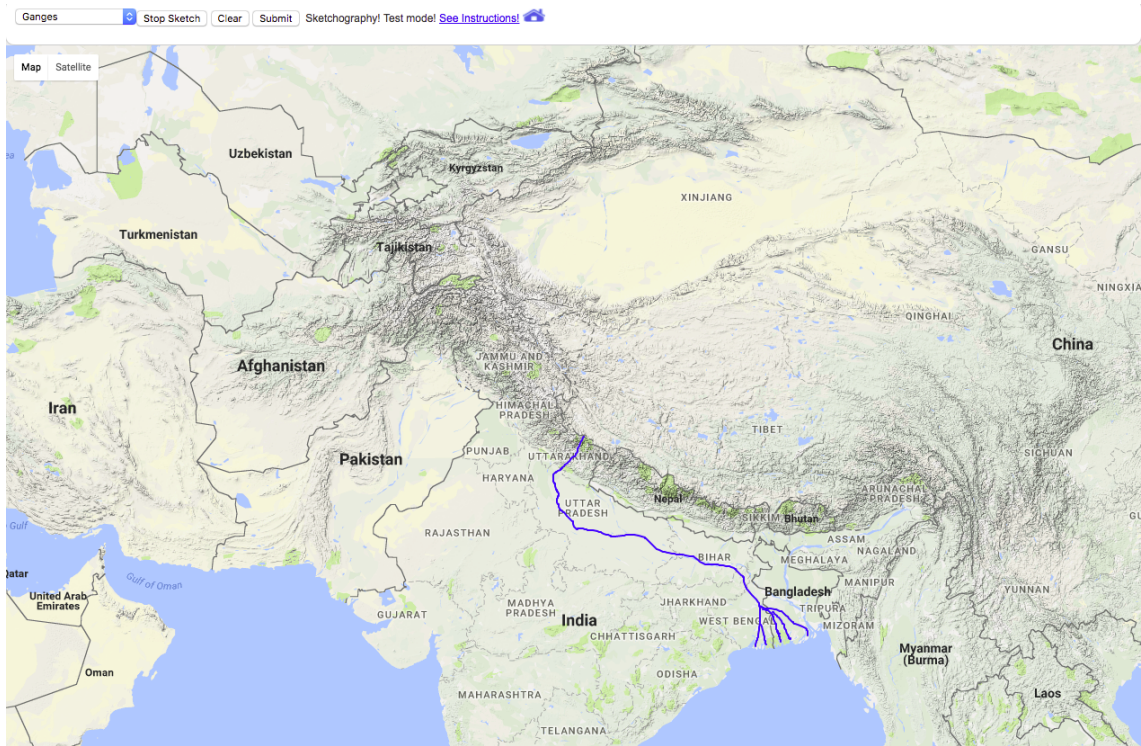 Ganges Stop Sketch Clear Submit Sketchography! Test mode! See Instructions!
Map Satellite
Uzbekistan
Kyrgyzstan
XINJIANG
Turkmenistan
Tajikistan
GANSU
NINGXIA
QINGHAI
China
JAMMU AND
KASHMIR
Afghanistan
Iran
HIMACHAL
PRADESH
TIBET
SICHUAN
PUNJAB
UTTARAKHAND
Pakistan
HARYANA
Nepal
ARUNACHAL
PRADESH
UTTAR
PRADESH
SIKKIM
Bhutan
Gulf
RAJASTHAN
ASSAM
NAGALAND
BIHAR
MEGHALAYA
Qatar
Gulf of Oman
MANIPUR
United Arab
Emirates
Bangladesh
YUNNAN
GUJARAT
MADHYA
PRADESH
JHARKHAND
TRIPURA
India
WEST BENGAL
MIZORAM
CHHATTISGARH
Myanmar
(Burma)
Oman
ODISHA
Laos
MAHARASHTRA
TELANGANA